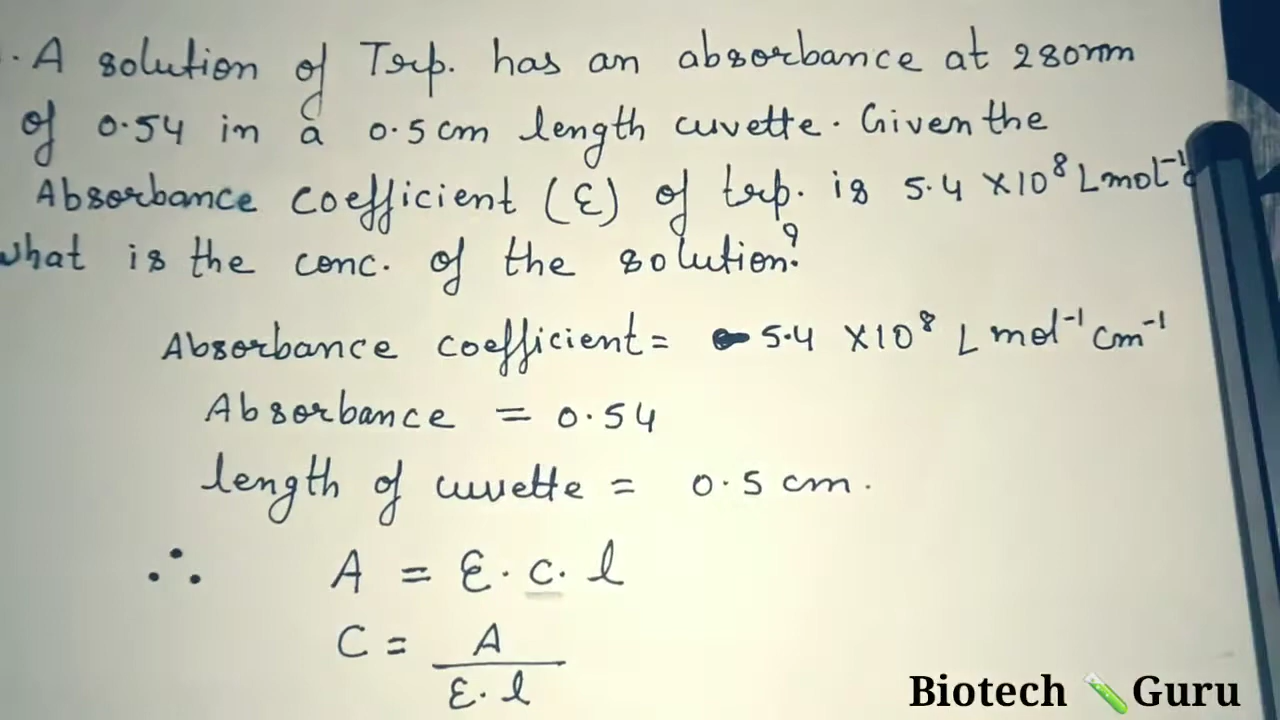 . A solution of Trp. has an absorbance at 280nm
of 0.54 in a 0.5cm length cuvette. Given the
Absorbance coefficient (ε) of trp. is 5.4 ×10⁸ Lmol⁻¹
what is the conc. of the solution?
Absorbance coefficient = 5.4 ×10⁸ L mol⁻¹ cm⁻¹
Absorbance = 0.54
length of cuvette = 0.5 cm.
∴ A = ε. c. l
C = A
ε. l
Biotech Guru